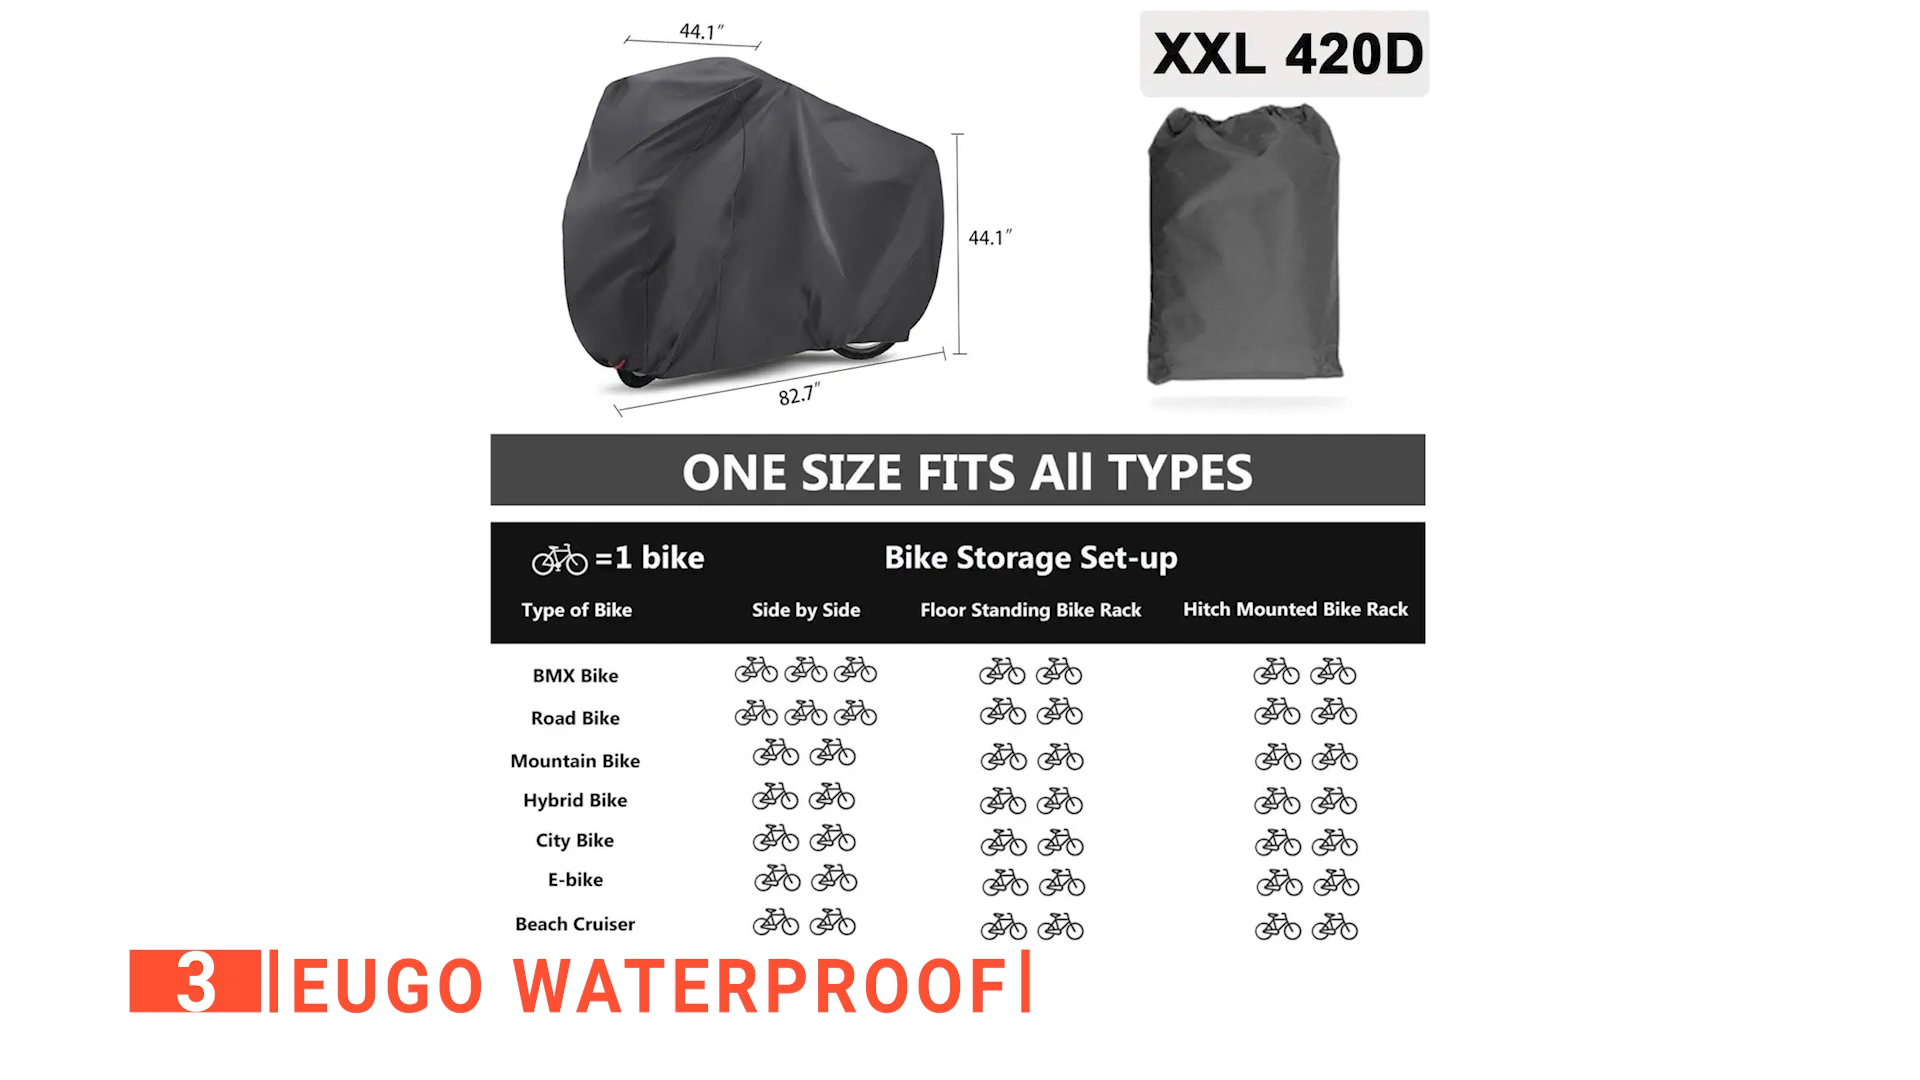 44.1"
XXL 420D
44.1"
82.7"
ONE SIZE FITS All TYPES
=1 bike
Bike Storage Set-up
Type of Bike
Side by Side
Floor Standing Bike Rack
Hitch Mounted Bike Rack
BMX Bike
Road Bike
Mountain Bike
Hybrid Bike
City Bike
E-bike
Beach Cruiser
3 EUGO WATERPROOF